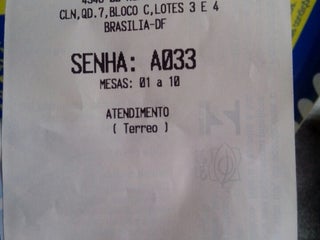 CLN,QD.7,BLOCO C,LOTES 3 E 4
BRASILIA-DF
SENHA: A033
MESAS: 01 a 10
ATENDIMENTO
( Terreo )